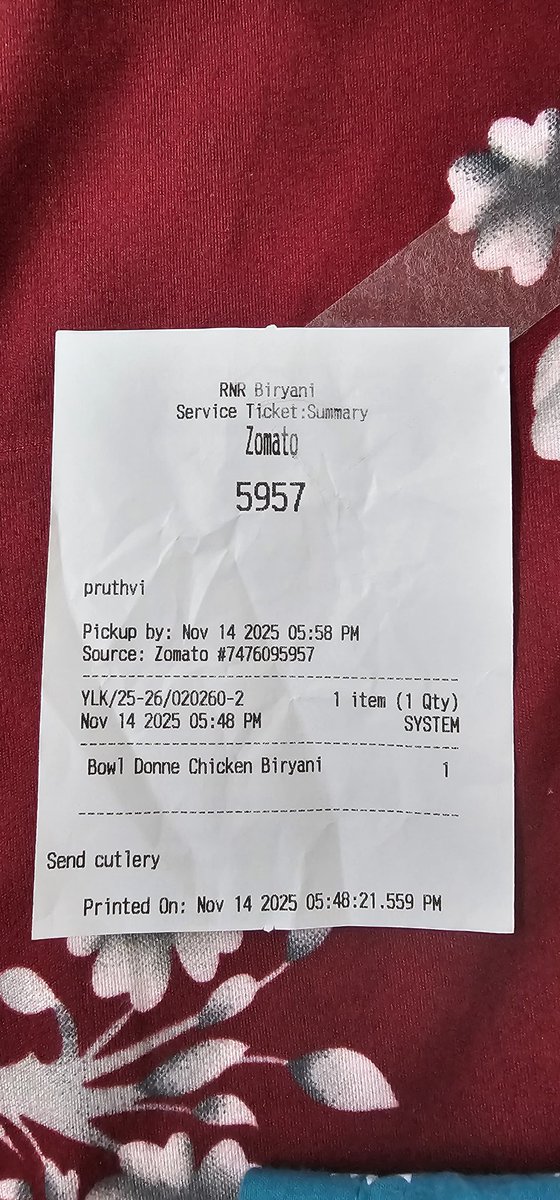 RNR Biryani
Service Ticket:Summary
Zomato
5957
pruthvi
Pickup by: Nov 14 2025 05:58 PM
Source: Zomato #7476095957
YLK/25-26/020260-2 1 item (1 Qty)
Nov 14 2025 05:48 PM SYSTEM
Bowl Donne Chicken Biryani 1
Send cutlery
Printed On: Nov 14 2025 05:48:21.559 PM